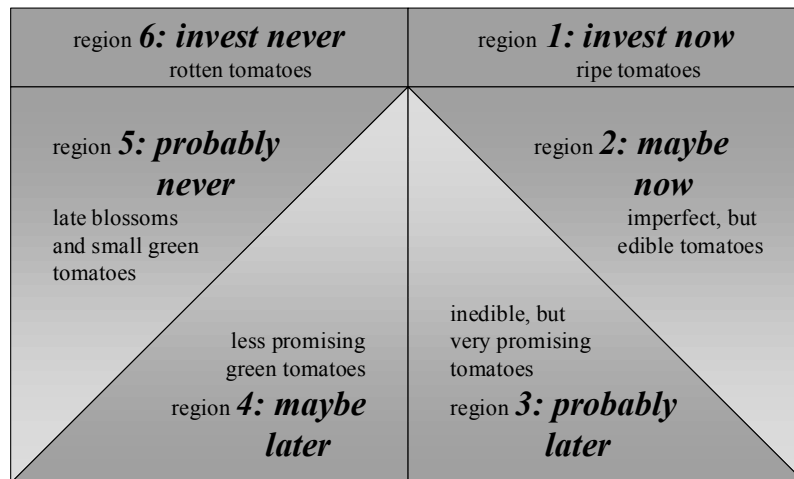 region 6: invest never
rotten tomatoes
region 1: invest now
ripe tomatoes
region 5: probably
never
late blossoms
and small green
tomatoes
region 2: maybe
now
imperfect, but
edible tomatoes
less promising
green tomatoes
region 4: maybe
later
inedible, but
very promising
tomatoes
region 3: probably
later